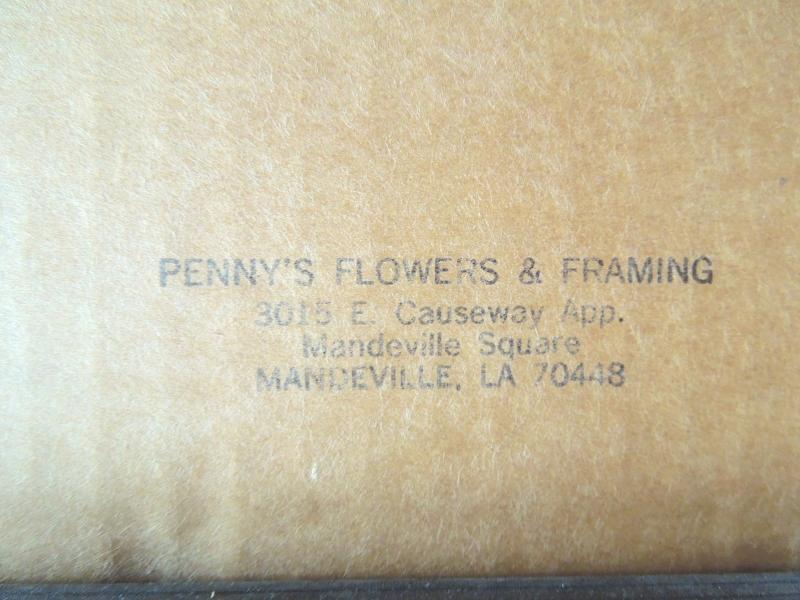 PENNY'S FLOWERS & FRAMING
3015 E. Causeway App.
Mandeville Square
MANDEVILLE, LA 70448